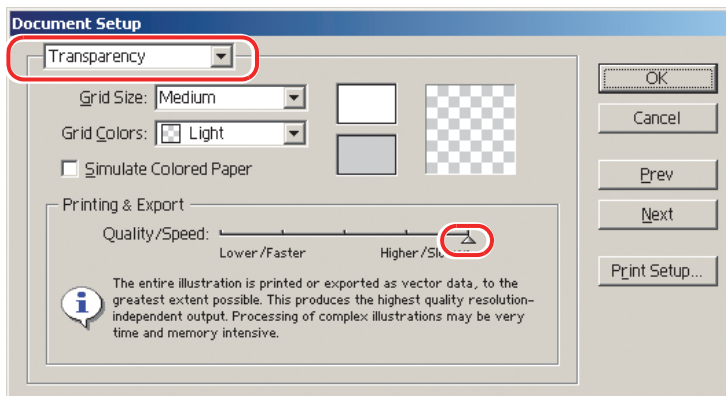 Document Setup
Transparency
Grid Size: Medium
Grid Colors: Light
Simulate Colored Paper
Printing & Export
Quality/Speed:
Lower/Faster
Higher/
The entire illustration is printed or exported as vector data, to the
greatest extent possible. This produces the highest quality resolution-
independent output. Processing of complex illustrations may be very
time and memory intensive.
OK
Cancel
Prev
Next
Print Setup...